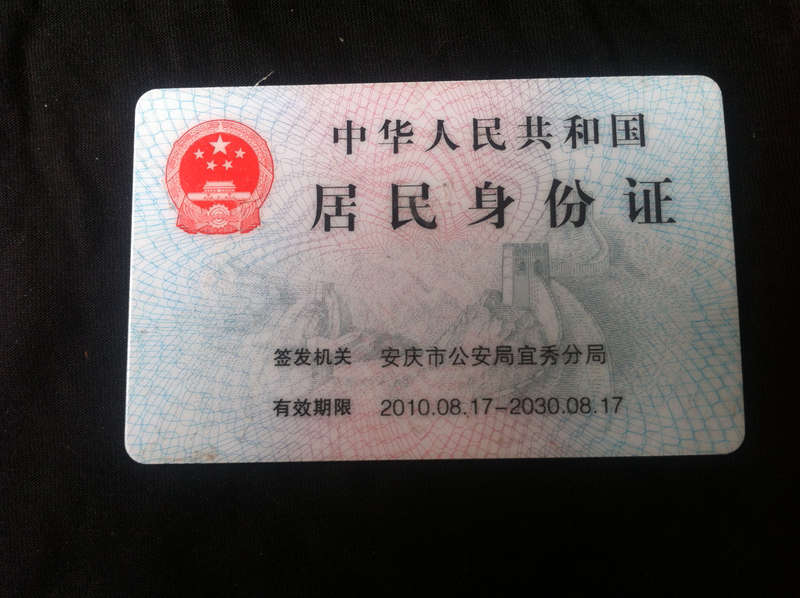 中华人民共和国
居民身份证
签发机关 安庆市公安局宜秀分局
有效期限 2010.08.17-2030.08.17